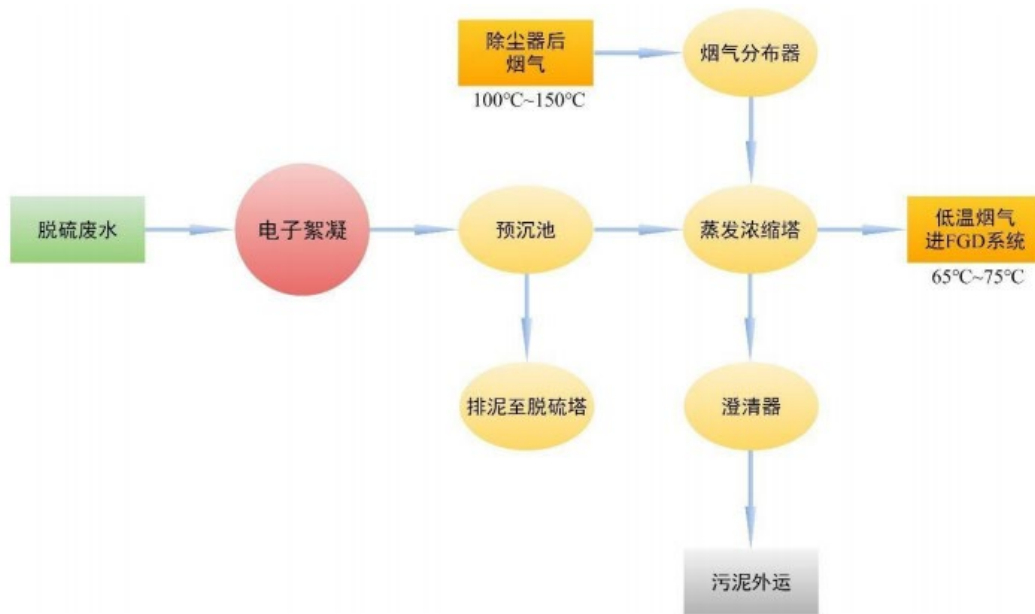 除尘器后
烟气
100℃~150℃
烟气分布器
脱硫废水
电子絮凝
预沉池
蒸发浓缩塔
低温烟气
进FGD系统
65℃~75℃
排泥至脱硫塔
澄清器
污泥外运